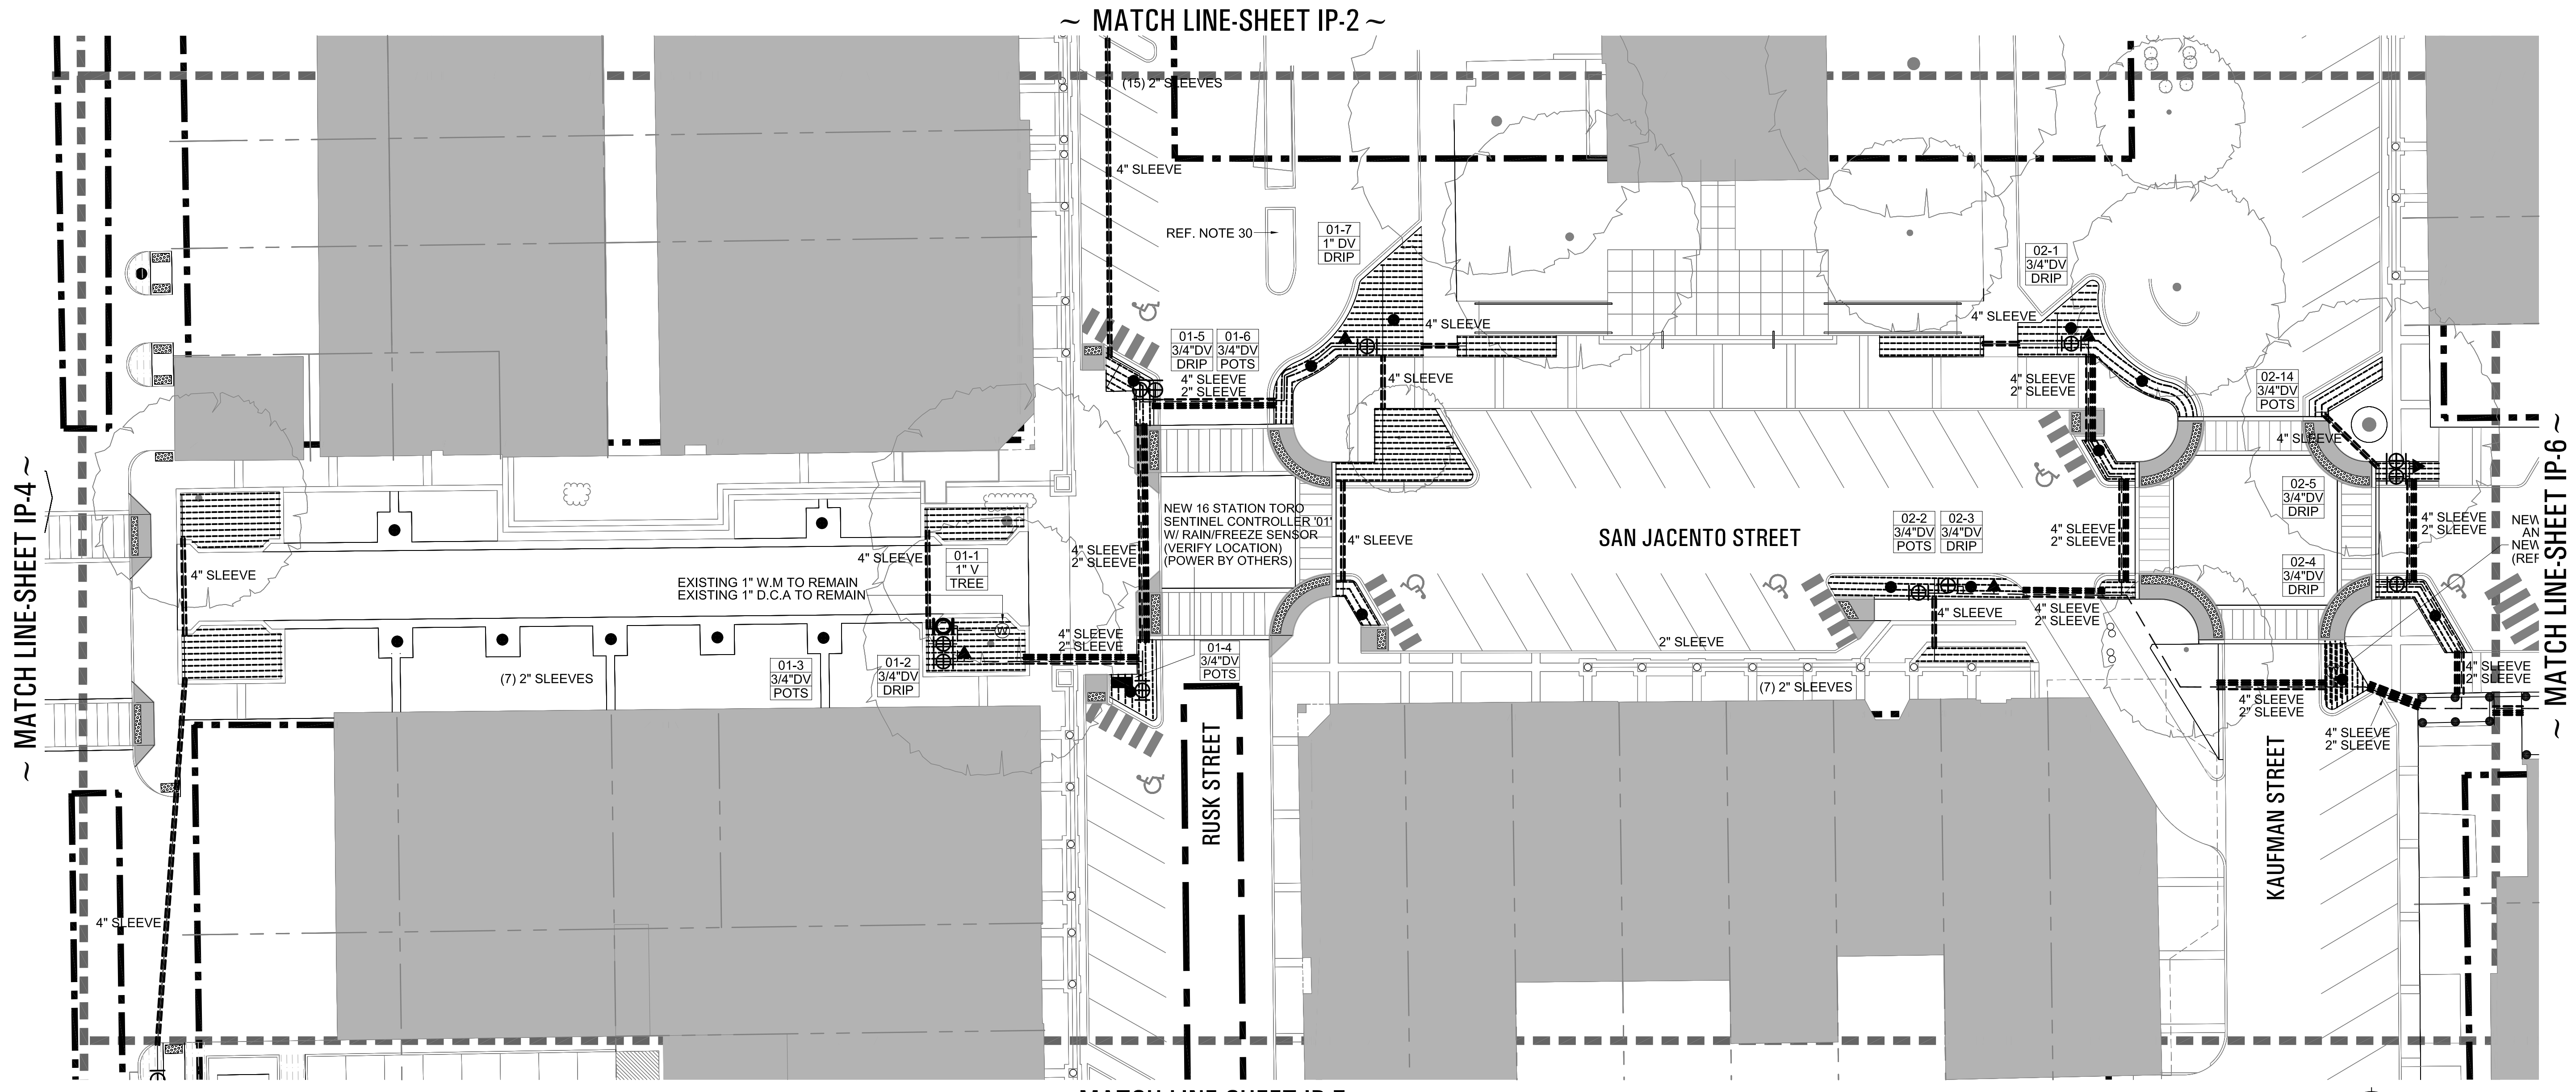 ~ MATCH LINE-SHEET IP-2 ~
(15) 2" SLEEVES
4" SLEEVE
REF. NOTE 30
01-7
1" DV
DRIP
02-1
3/4"DV
DRIP
4" SLEEVE
4" SLEEVE
01-5
3/4"DV
DRIP
01-6
3/4"DV
POTS
4" SLEEVE
2" SLEEVE
4" SLEEVE
4" SLEEVE
2" SLEEVE
02-14
3/4"DV
POTS
4" SLEEVE
~ MATCH LINE-SHEET IP-4 ~
~ MATCH LINE-SHEET IP-6 ~
NEW 16 STATION TORO
SENTINEL CONTROLLER '01'
W/ RAIN/FREEZE SENSOR
(VERIFY LOCATION)
(POWER BY OTHERS)
4" SLEEVE
SAN JACENTO STREET
02-2
3/4"DV
POTS
02-3
3/4"DV
DRIP
4" SLEEVE
2" SLEEVE
02-5
3/4"DV
DRIP
4" SLEEVE
2" SLEEVE
NEW
AN
NEW
(REF
02-4
3/4"DV
DRIP
4" SLEEVE
4" SLEEVE
01-1
1" V
TREE
4" SLEEVE
2" SLEEVE
EXISTING 1" W.M TO REMAIN
EXISTING 1" D.C.A TO REMAIN
W
4" SLEEVE
2" SLEEVE
4" SLEEVE
4" SLEEVE
2" SLEEVE
2" SLEEVE
(7) 2" SLEEVES
01-3
3/4"DV
POTS
01-2
3/4"DV
DRIP
01-4
3/4"DV
POTS
(7) 2" SLEEVES
4" SLEEVE
2" SLEEVE
4" SLEEVE
2" SLEEVE
4" SLEEVE
2" SLEEVE
RUSK STREET
KAUFMAN STREET
4" SLEEVE